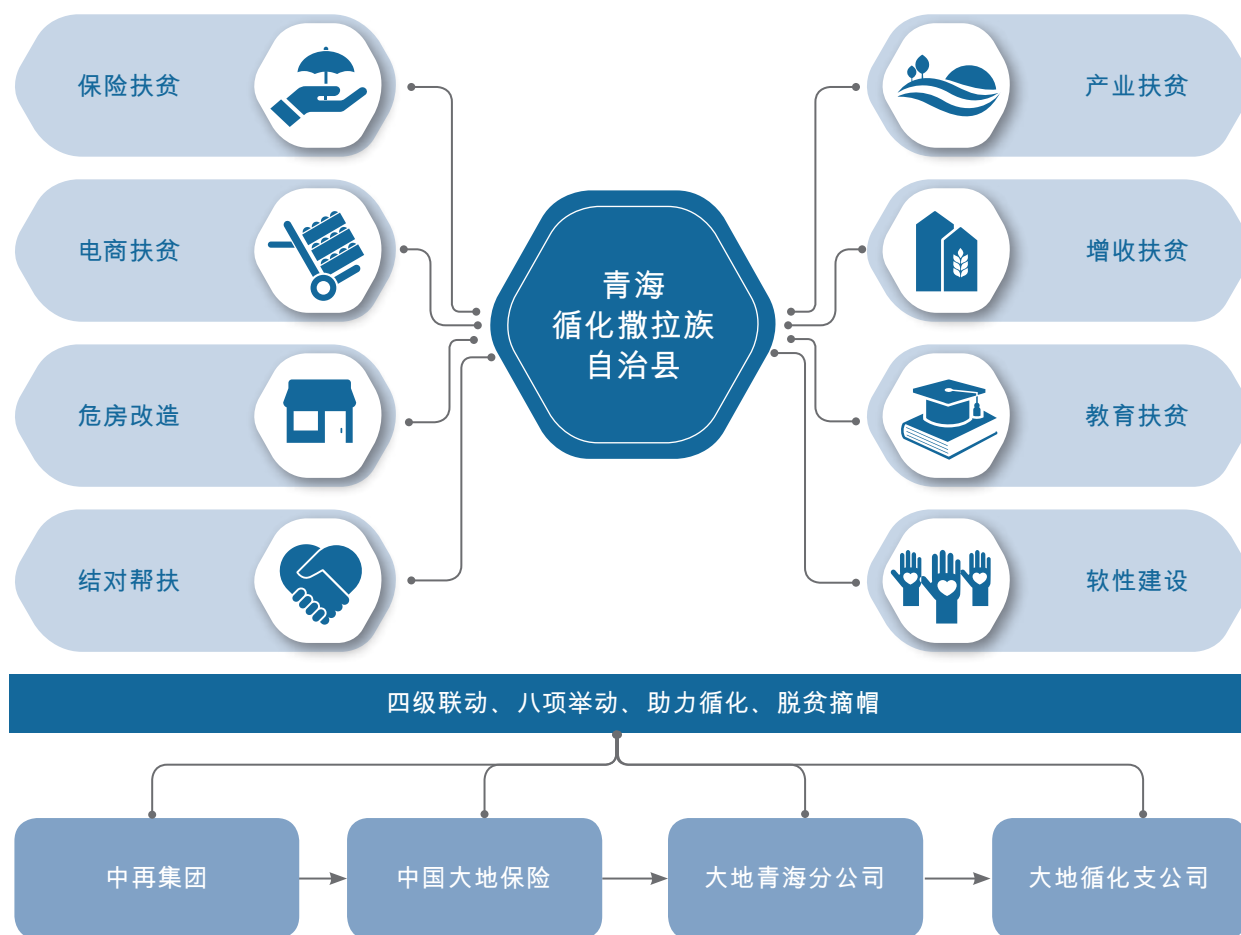 保险扶贫
产业扶贫
电商扶贫
增收扶贫
青海
循化撒拉族
自治县
危房改造
教育扶贫
结对帮扶
软性建设
四级联动、八项举动、助力循化、脱贫摘帽
中再集团
中国大地保险
大地青海分公司
大地循化支公司